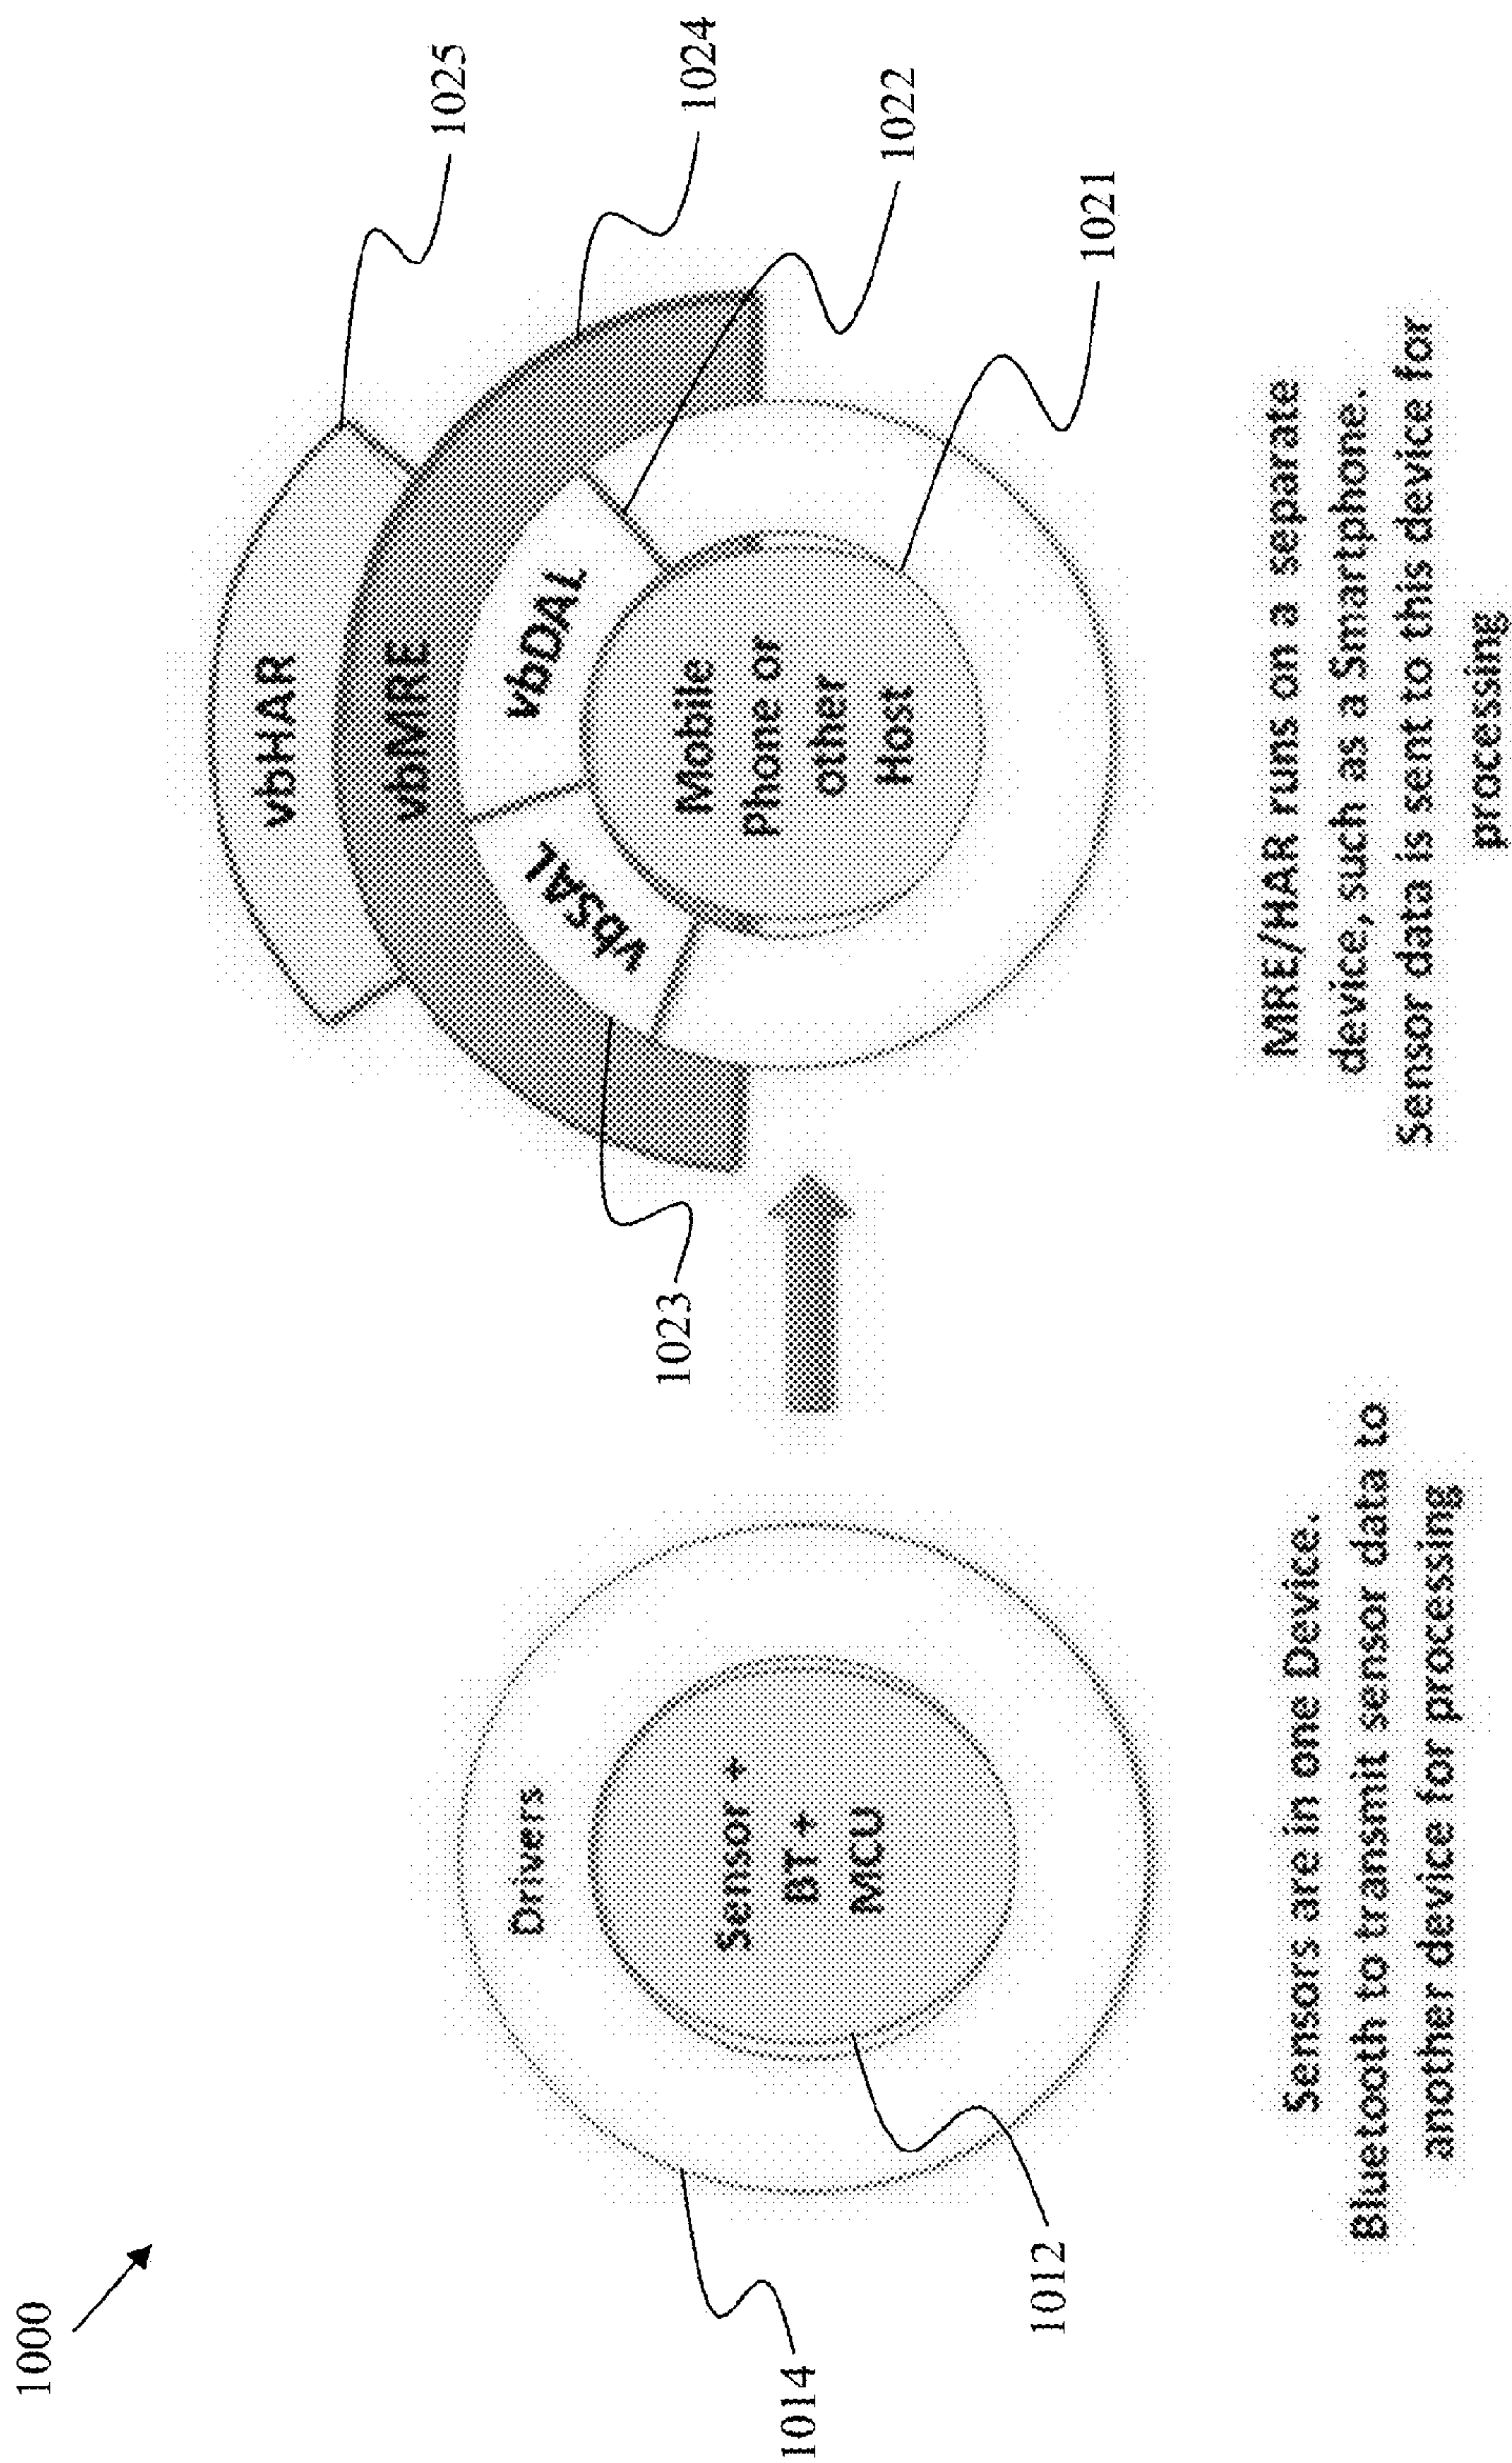 1000
1025
1024
1022
1021
1023
1014
1012
vbHAR
vbMRE
vbSAL
vbDAL
Mobile
Phone or
other
Host
Drivers
Sensor +
BT +
MCU
Sensors are in one Device.
Bluetooth to transmit sensor data to
another device for processing
MRE/HAR runs on a separate
device, such as a Smartphone.
Sensor data is sent to this device for
processing